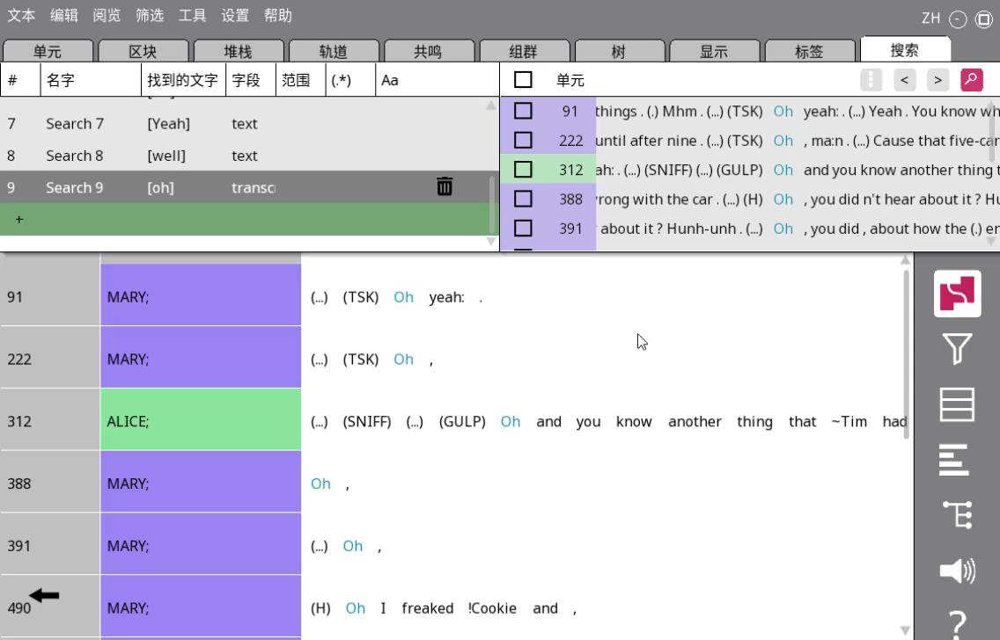 文本 编辑 阅览 筛选 工具 设置 帮助 ZH
单元 区块 堆栈 轨道 共鸣 组群 树 显示 标签 搜索
# 名字 找到的文字 字段 范围 (.*) Aa
7 Search 7 [Yeah] text
8 Search 8 [well] text
9 Search 9 [oh] transc
+
单元 < >
91 things . (.) Mhm . (...) (TSK) Oh yeah: . (...) Yeah . You know wh
222 until after nine . (...) (TSK) Oh , ma:n . (...) Cause that five-car
312 ah: . (...) (SNIFF) (...) (GULP) Oh and you know another thing t
388 wrong with the car . (...) (H) Oh , you did n't hear about it ? Hu
391 about it ? Hunh-unh . (...) Oh , you did , about how the (.) en
91 MARY; (...) (TSK) Oh yeah: .
222 MARY; (...) (TSK) Oh ,
312 ALICE; (...) (SNIFF) (...) (GULP) Oh and you know another thing that ~Tim had
388 MARY; Oh ,
391 MARY; (...) Oh ,
490 MARY; (H) Oh I freaked !Cookie and ,
?